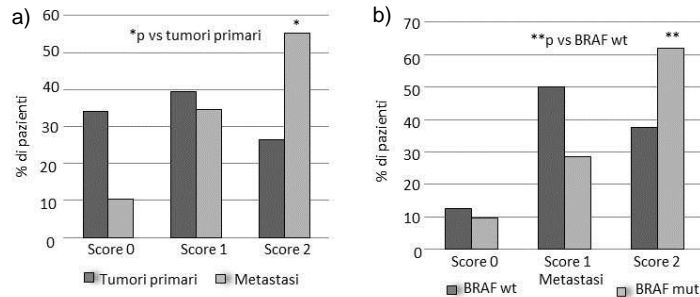 a)
% di pazienti
60
50
40
30
20
10
0
*p vs tumori primari
*
Score 0
Score 1
Score 2
Tumori primari
Metastasi
b)
% di pazienti
70
60
50
40
30
20
10
0
**p vs BRAF wt
**
Score 0
Score 1
Score 2
Metastasi
BRAF wt
BRAF mut